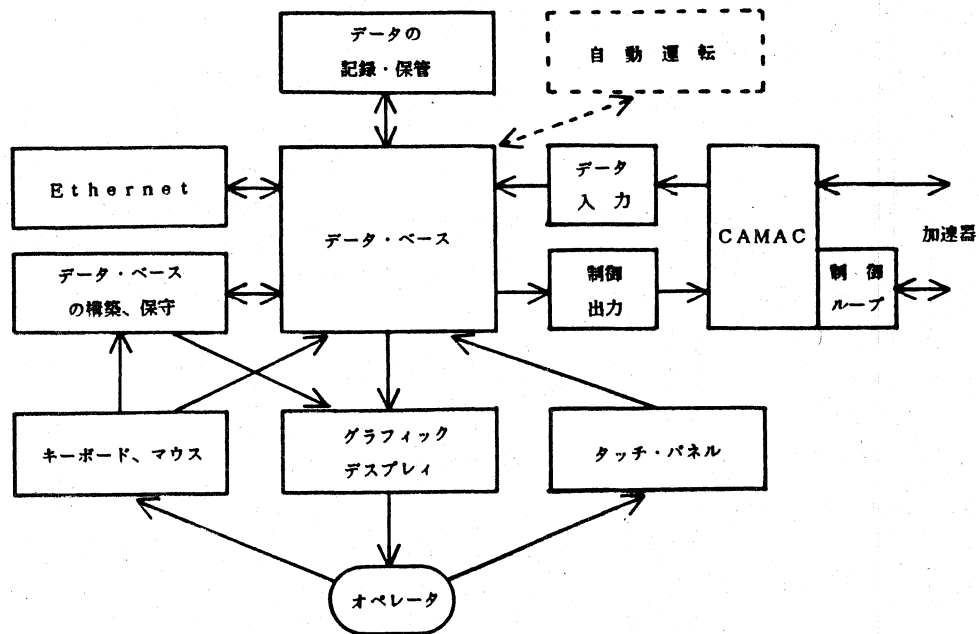 データの
記録・保管
自動運転
Ethernet
データ
入力
データ・ベース
CAMAC
加速器
データ・ベース
の構築、保守
制御
出力
制御
ループ
キーボード、マウス
グラフィック
デスプレィ
タッチ・パネル
オペレータ